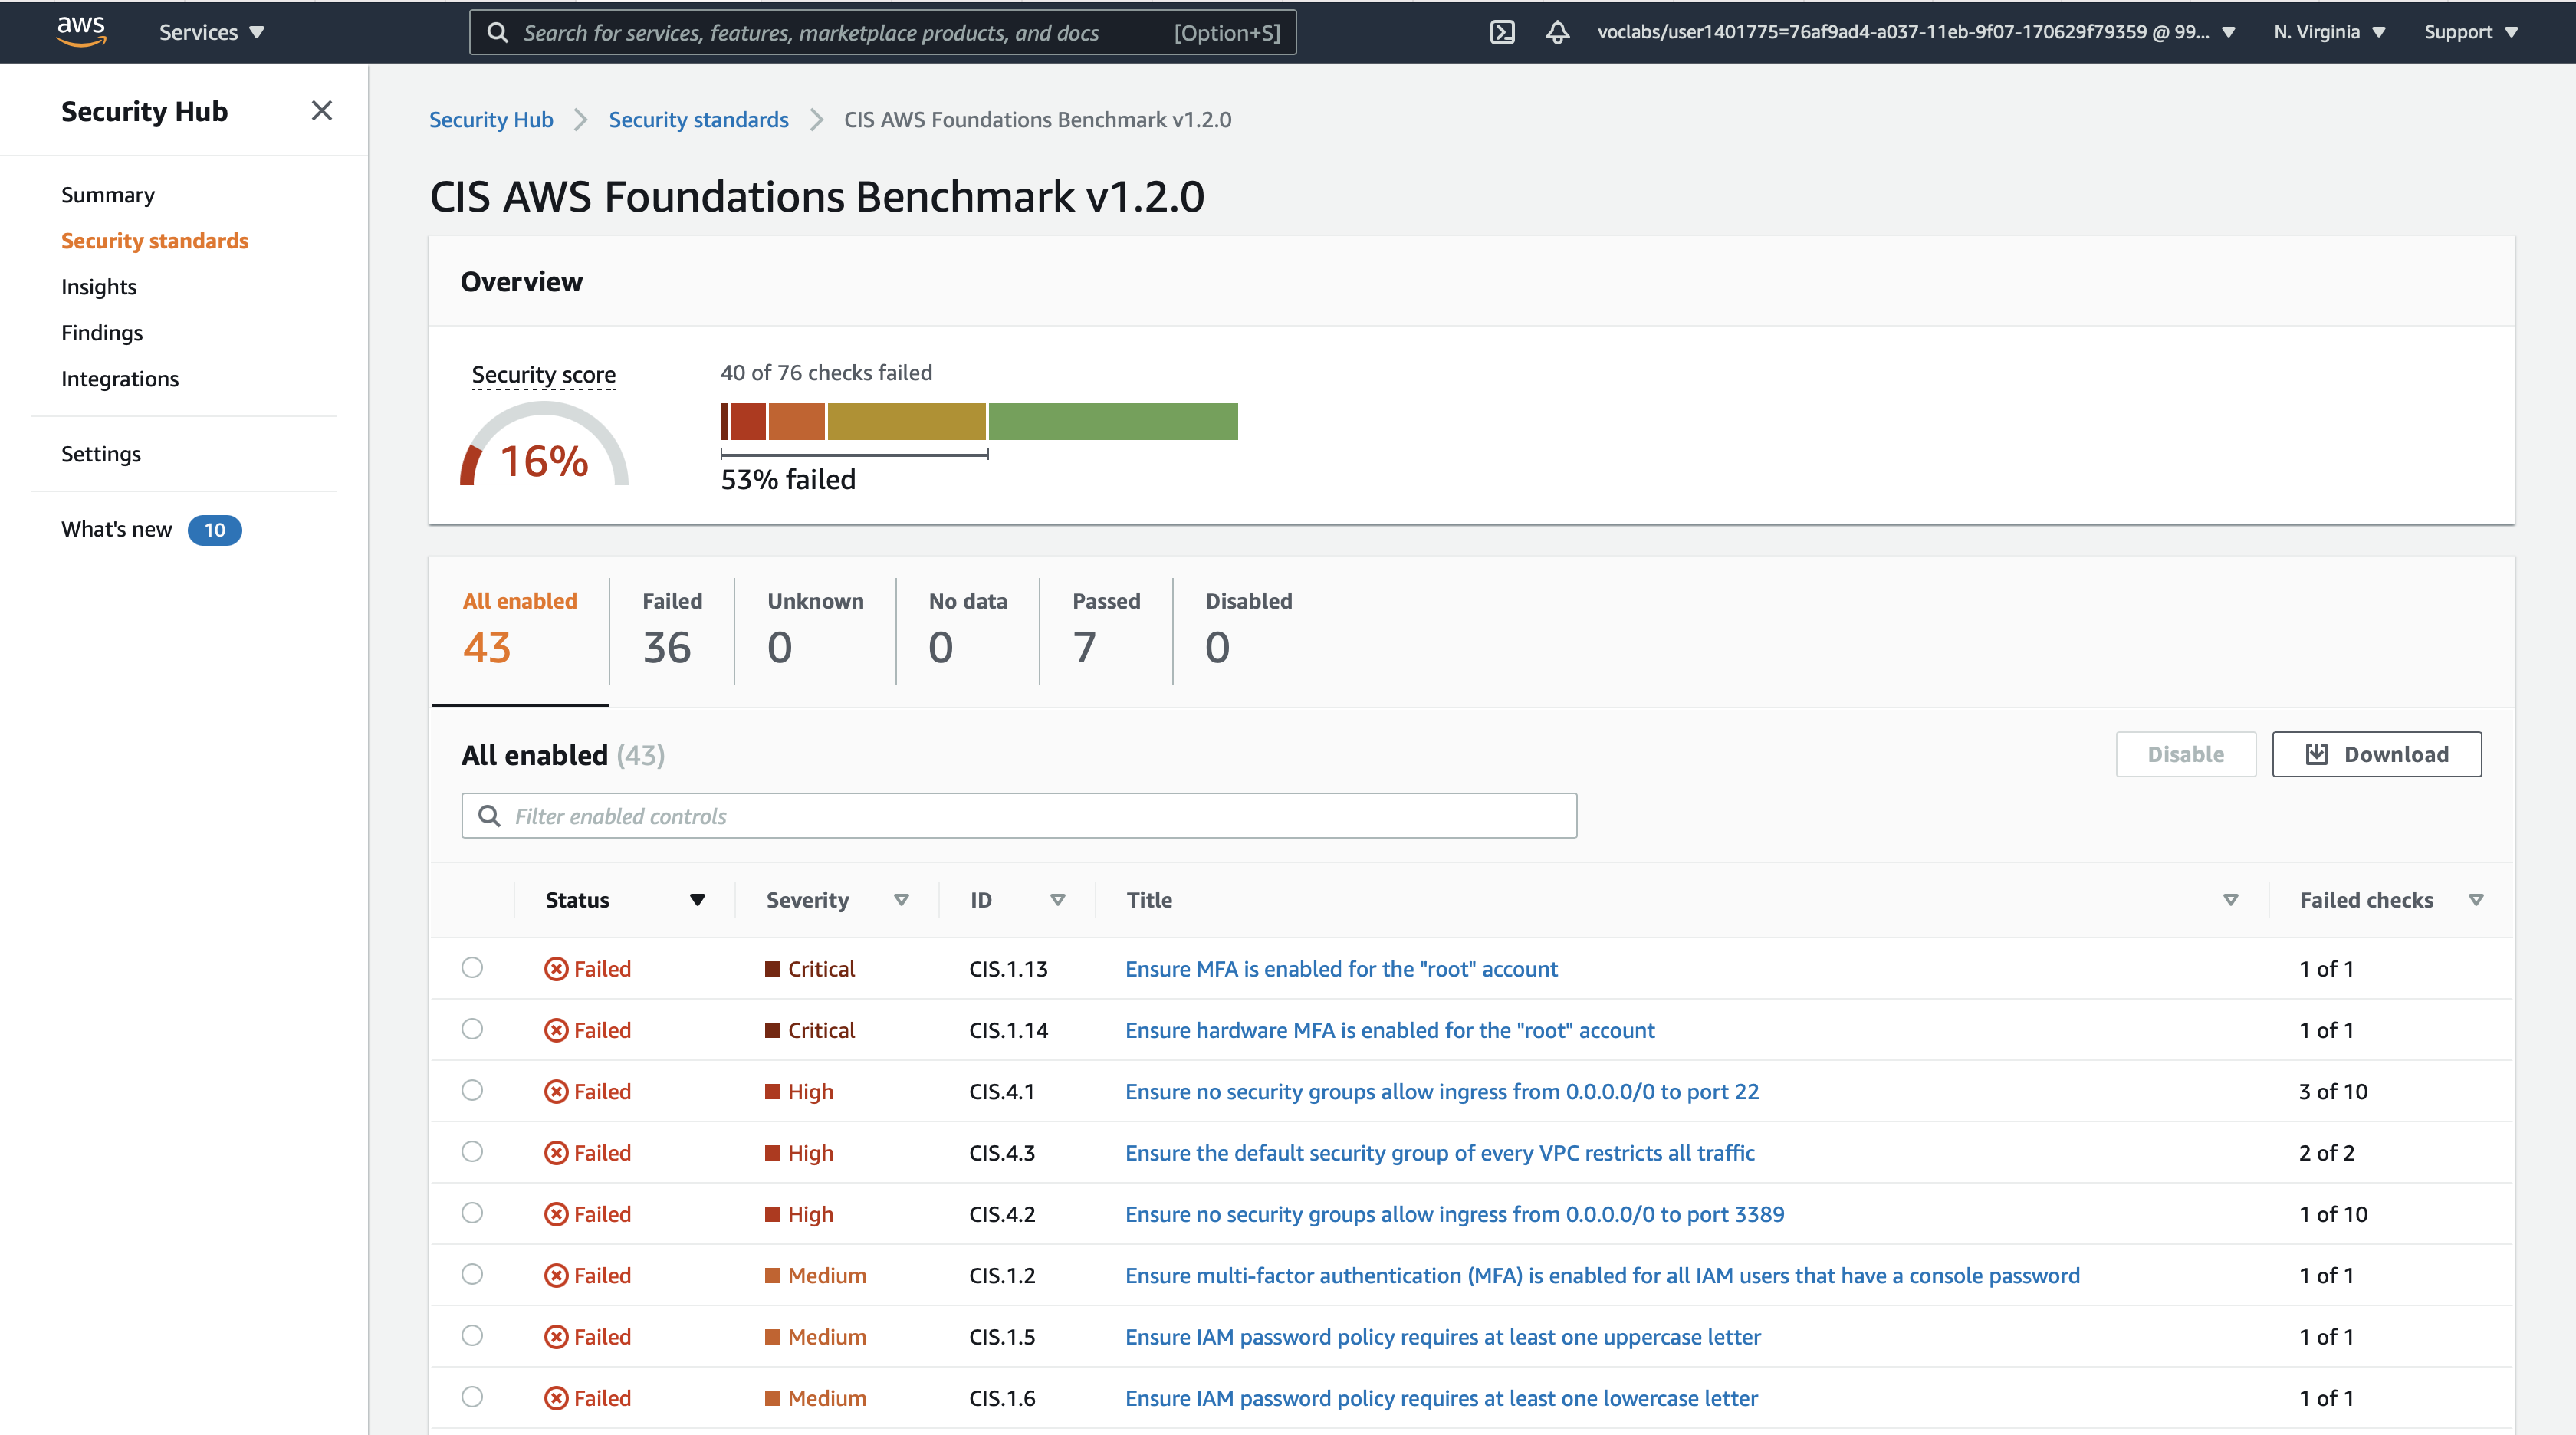 aws Services Search for services, features, marketplace products, and docs [Option+S] voclabs/user1401775=76af9ad4-a037-11eb-9f07-170629f79359 @ 99... N. Virginia Support
Security Hub
Summary
Security standards
Insights
Findings
Integrations
Settings
What's new 10
Security Hub Security standards CIS AWS Foundations Benchmark v1.2.0
CIS AWS Foundations Benchmark v1.2.0
Overview
Security score
16%
40 of 76 checks failed
53% failed
All enabled Failed Unknown No data Passed Disabled
43 36 0 0 7 0
All enabled (43) Disable Download
Filter enabled controls
Status Severity ID Title Failed checks
Failed Critical CIS.1.13 Ensure MFA is enabled for the "root" account 1 of 1
Failed Critical CIS.1.14 Ensure hardware MFA is enabled for the "root" account 1 of 1
Failed High CIS.4.1 Ensure no security groups allow ingress from 0.0.0.0/0 to port 22 3 of 10
Failed High CIS.4.3 Ensure the default security group of every VPC restricts all traffic 2 of 2
Failed High CIS.4.2 Ensure no security groups allow ingress from 0.0.0.0/0 to port 3389 1 of 10
Failed Medium CIS.1.2 Ensure multi-factor authentication (MFA) is enabled for all IAM users that have a console password 1 of 1
Failed Medium CIS.1.5 Ensure IAM password policy requires at least one uppercase letter 1 of 1
Failed Medium CIS.1.6 Ensure IAM password policy requires at least one lowercase letter 1 of 1